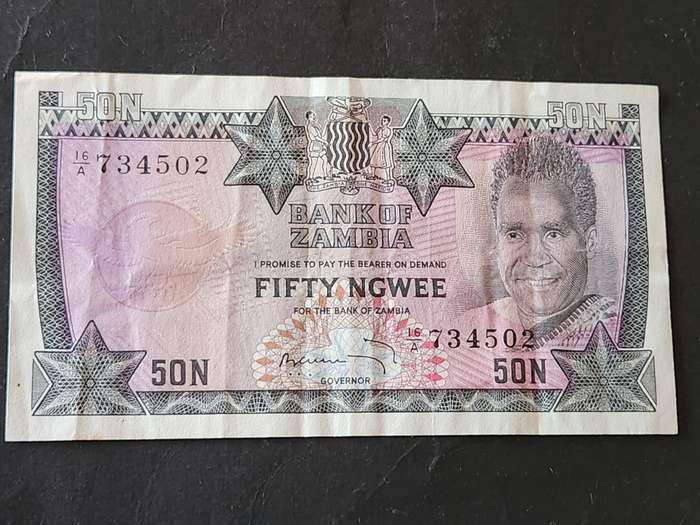 50N 50N
16/A 734502
BANK OF
ZAMBIA
I PROMISE TO PAY THE BEARER ON DEMAND
FIFTY NGWEE
FOR THE BANK OF ZAMBIA
16/A 734502
50N 50N
GOVERNOR